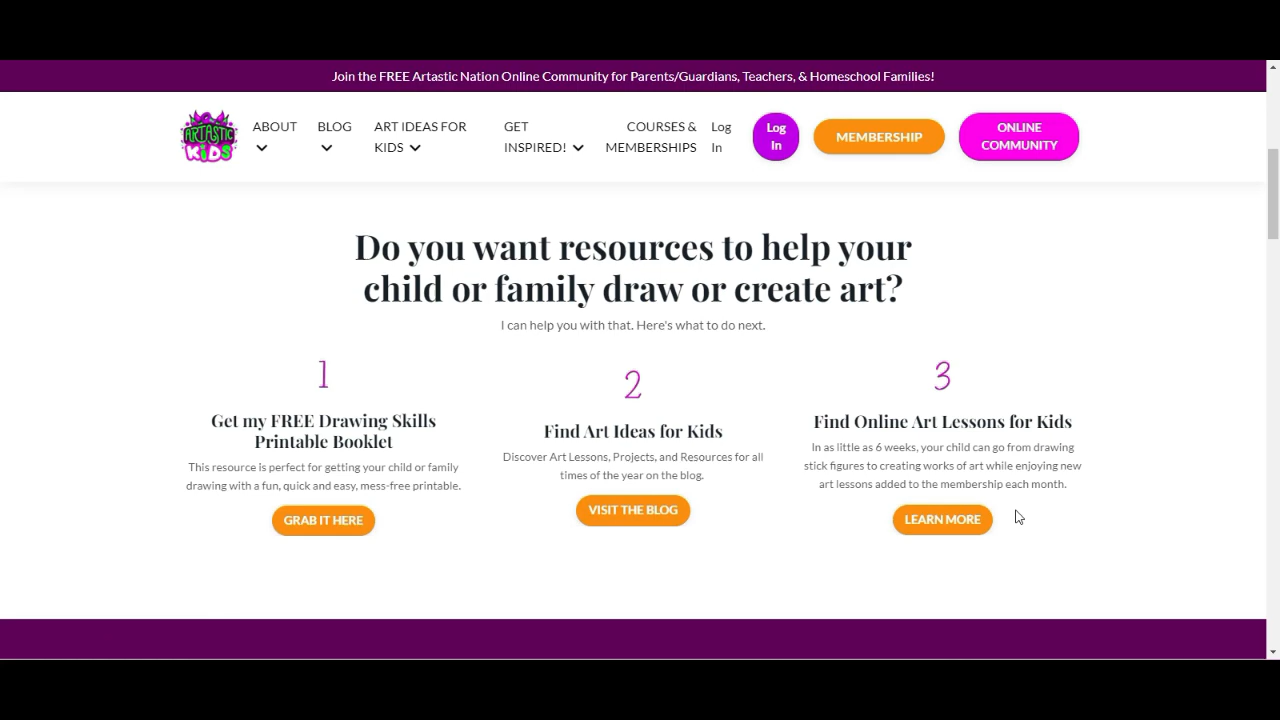 Join the FREE Artastic Nation Online Community for Parents/Guardians, Teachers, & Homeschool Families!
ARTASTIC
KIDS
ABOUT
BLOG
ART IDEAS FOR
KIDS
GET
INSPIRED!
COURSES &
MEMBERSHIPS
Log
In
Log
In
MEMBERSHIP
ONLINE
COMMUNITY
Do you want resources to help your
child or family draw or create art?
I can help you with that. Here's what to do next.
1
Get my FREE Drawing Skills
Printable Booklet
This resource is perfect for getting your child or family
drawing with a fun, quick and easy, mess-free printable.
GRAB IT HERE
2
Find Art Ideas for Kids
Discover Art Lessons, Projects, and Resources for all
times of the year on the blog.
VISIT THE BLOG
3
Find Online Art Lessons for Kids
In as little as 6 weeks, your child can go from drawing
stick figures to creating works of art while enjoying new
art lessons added to the membership each month.
LEARN MORE